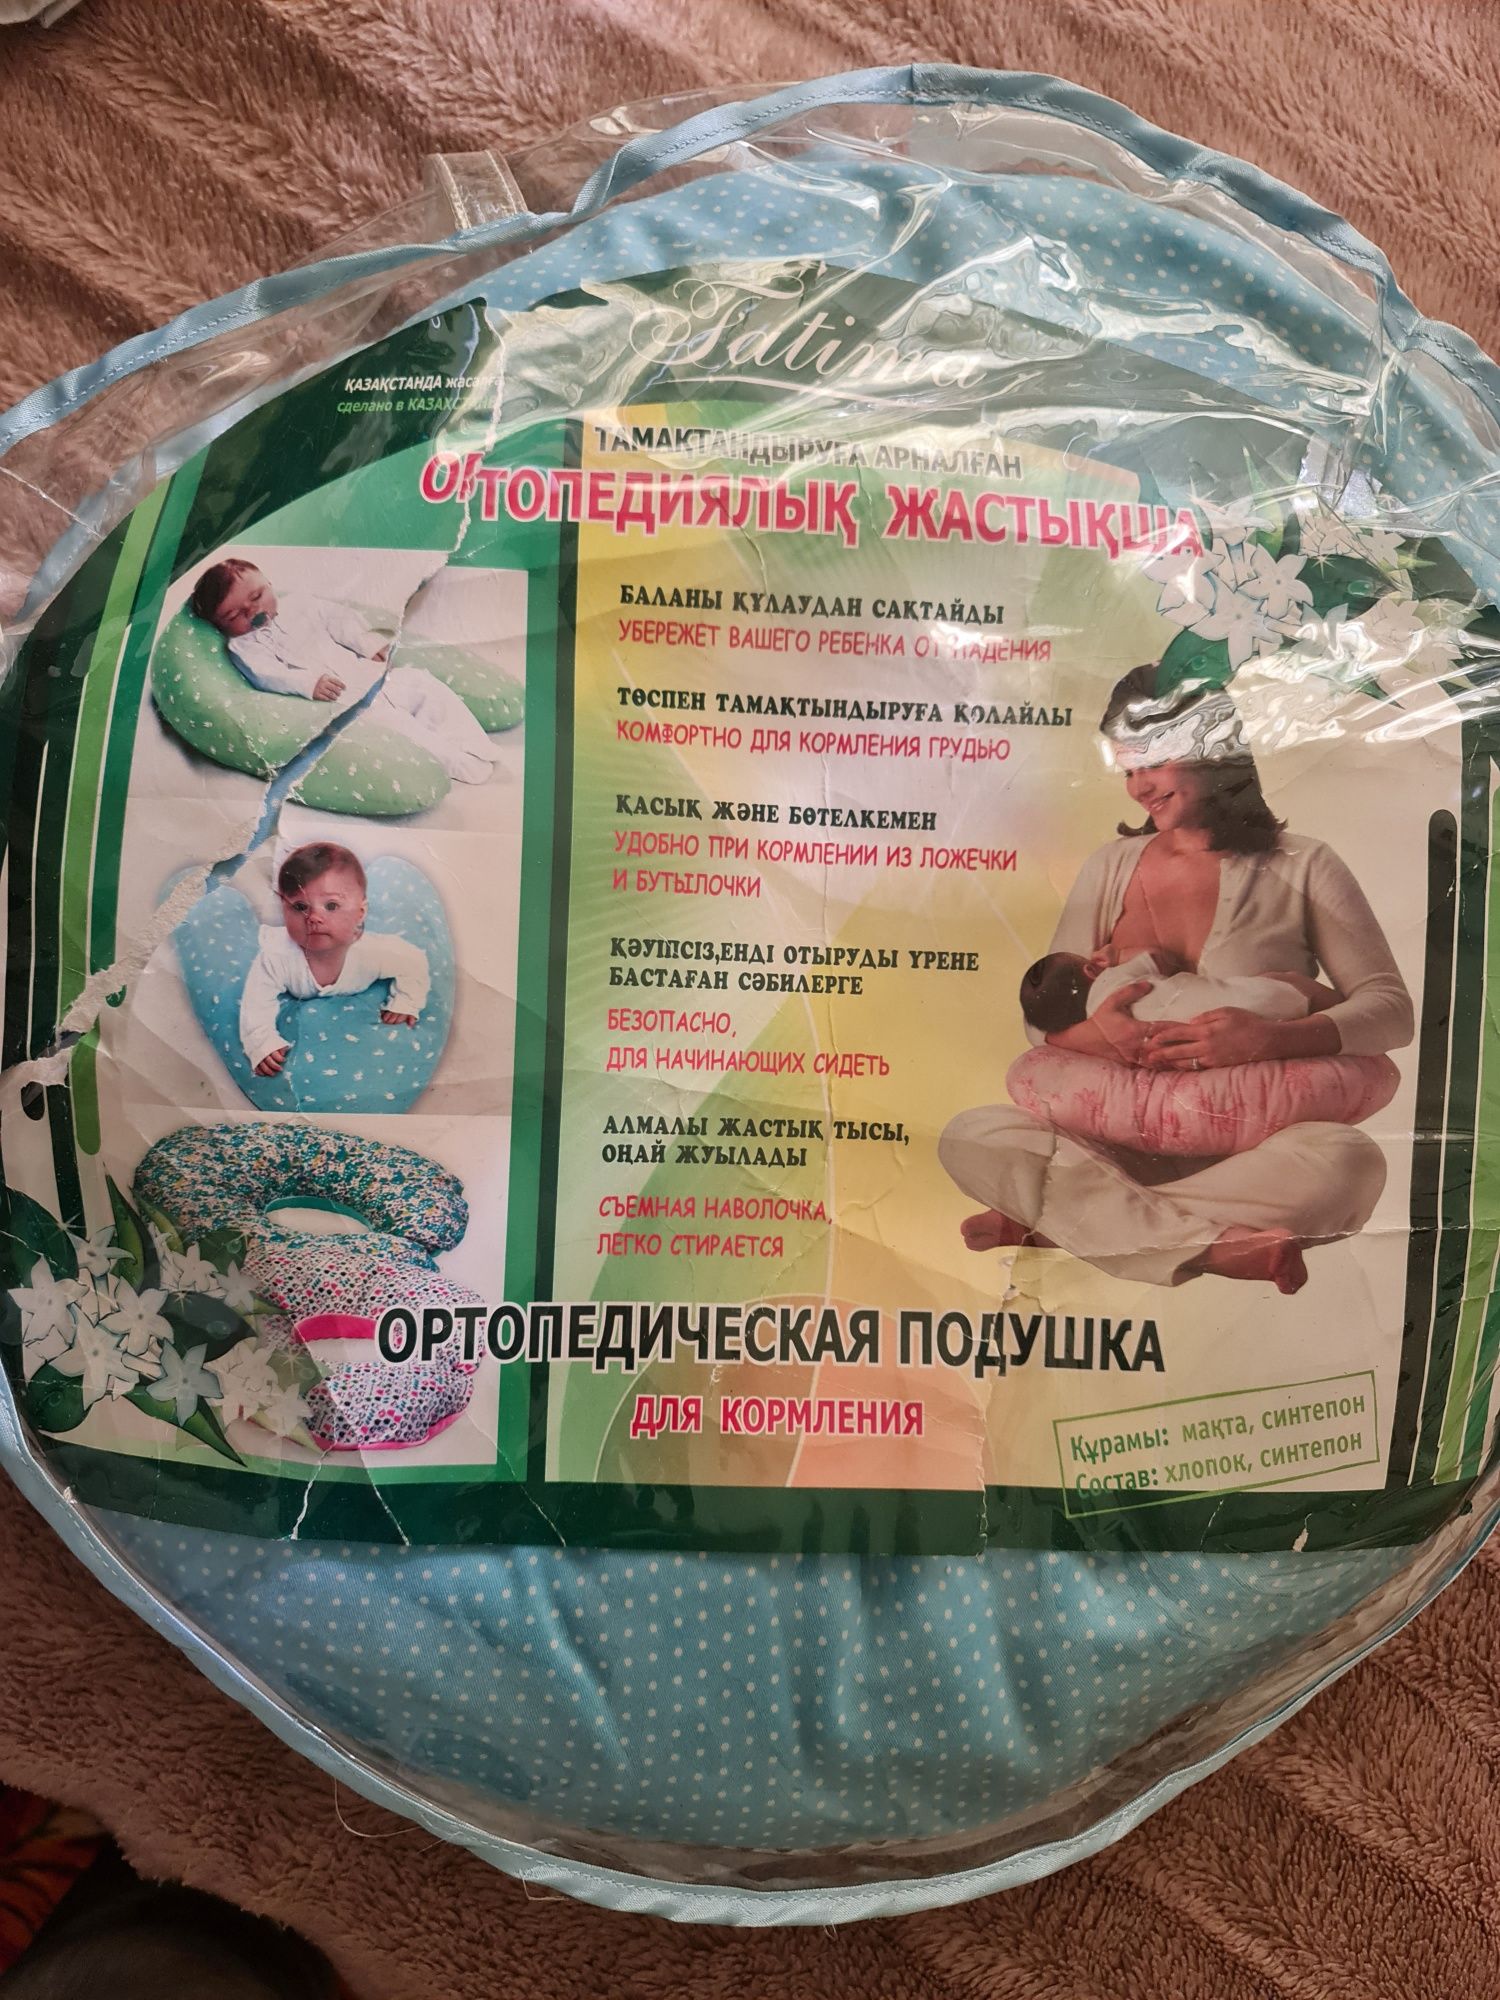 Fatima
ҚАЗАҚСТАНДА жасалған
сделано в КАЗАХСТАНЕ
ТАМАҚТАНДЫРУҒА АРНАЛҒАН
ОРТОПЕДИЯЛЫҚ ЖАСТЫҚША
БАЛАНЫ ҚҰЛАУДАН САҚТАЙДЫ
УБЕРЕЖЕТ ВАШЕГО РЕБЕНКА ОТ ПАДЕНИЯ
ТӨСПЕН ТАМАҚТЫНДЫРУҒА ҚОЛАЙЛЫ
КОМФОРТНО ДЛЯ КОРМЛЕНИЯ ГРУДЬЮ
ҚАСЫҚ ЖӘНЕ БӨТЕЛКЕМЕН
УДОБНО ПРИ КОРМЛЕНИИ ИЗ ЛОЖЕЧКИ
И БУТЫЛОЧКИ
ҚӘУІПСІЗ,ЕНДІ ОТЫРУДЫ ҮРЕНЕ
БАСТАҒАН СӘБИЛЕРГЕ
БЕЗОПАСНО,
ДЛЯ НАЧИНАЮЩИХ СИДЕТЬ
АЛМАЛЫ ЖАСТЫҚ ТЫСЫ,
ОҢАЙ ЖУЫЛАДЫ
СЪЕМНАЯ НАВОЛОЧКА,
ЛЕГКО СТИРАЕТСЯ
ОРТОПЕДИЧЕСКАЯ ПОДУШКА
ДЛЯ КОРМЛЕНИЯ
Құрамы: мақта, синтепон
Состав: хлопок, синтепон